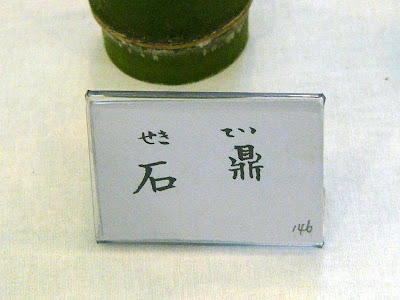 せき てい
石 鼎
146